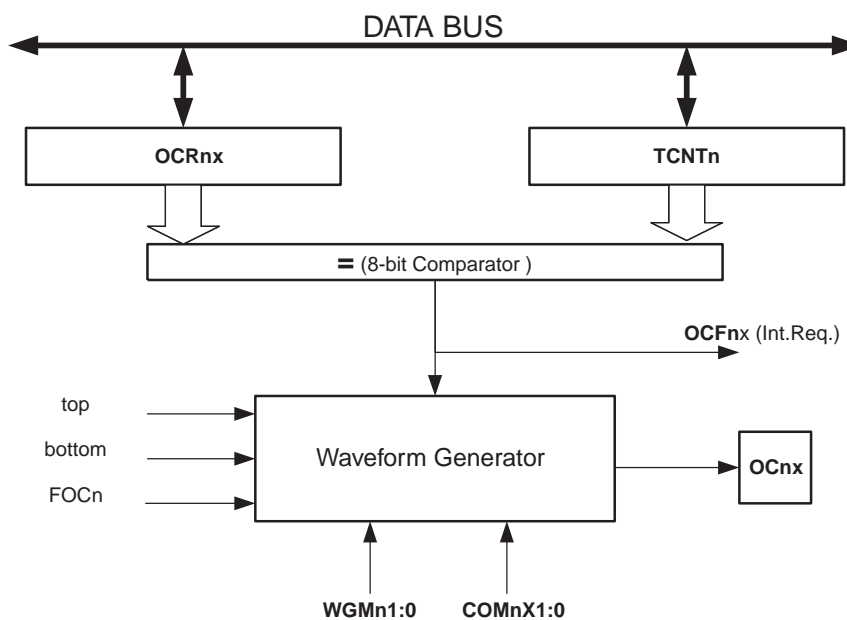 DATA BUS
OCRnx
TCNTn
= (8-bit Comparator )
OCFnx (Int.Req.)
top
bottom
FOCn
Waveform Generator
OCnx
WGMn1:0
COMnX1:0